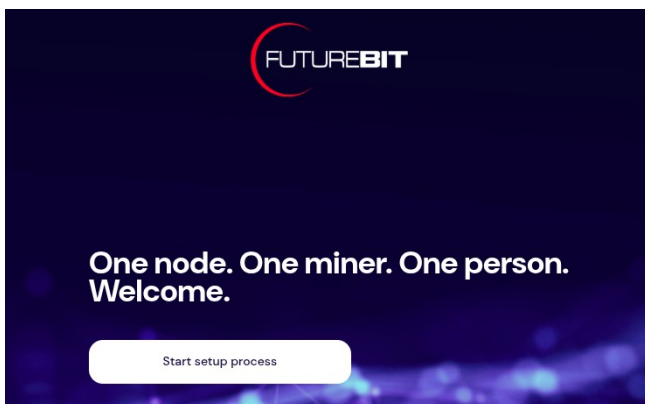 FUTUREBIT
One node. One miner. One person.
Welcome.
Start setup process